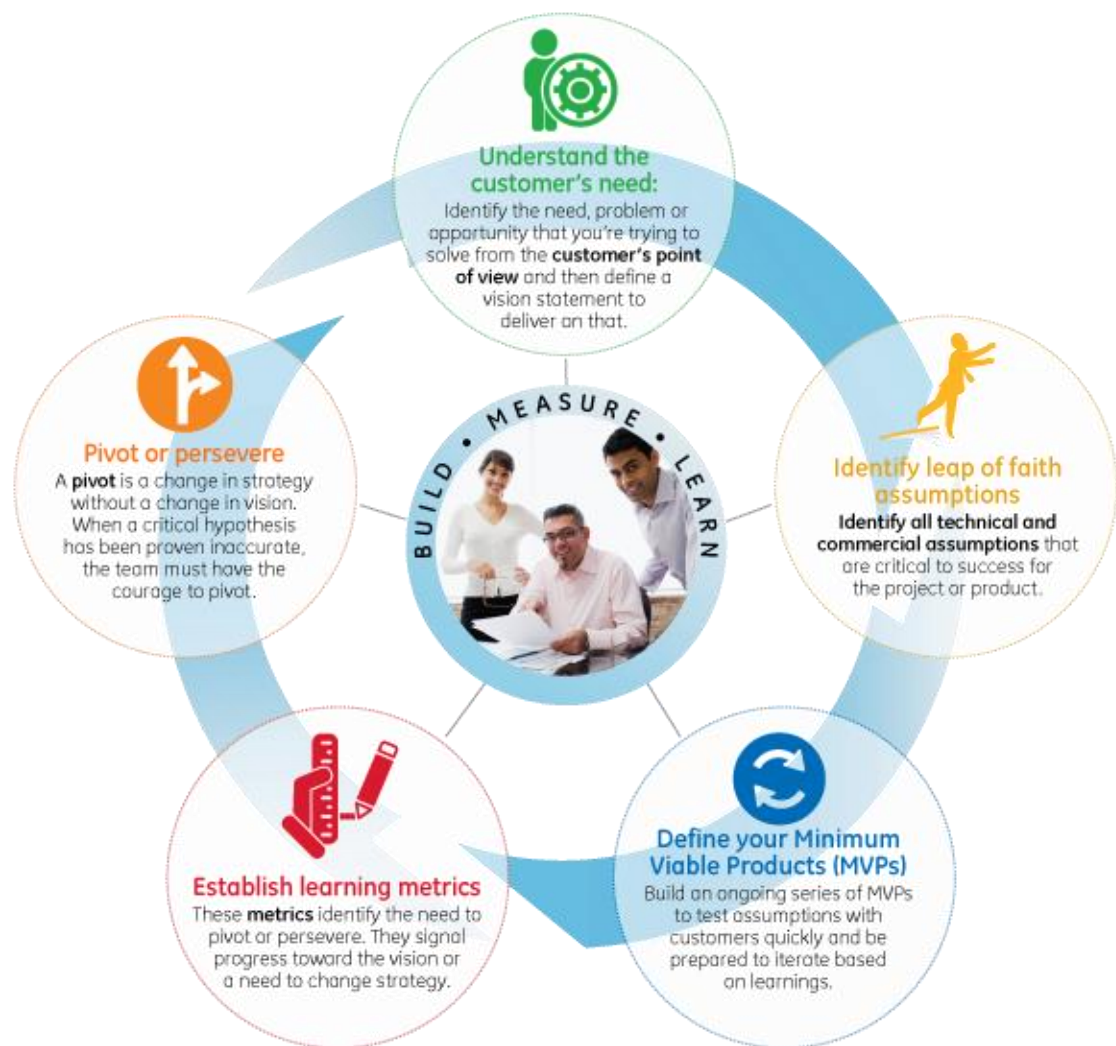 Understand the
customer's need:
Identify the need, problem or
opportunity that you're trying to
solve from the customer's point
of view and then define a
vision statement to
deliver on that.
Identify leap of faith
assumptions
Identify all technical and
commercial assumptions that
are critical to success for
the project or product.
Define your Minimum
Viable Products (MVPs)
Build an ongoing series of MVPs
to test assumptions with
customers quickly and be
prepared to iterate based
on learnings.
Establish learning metrics
These metrics identify the need to
pivot or persevere. They signal
progress toward the vision or
a need to change strategy.
Pivot or persevere
A pivot is a change in strategy
without a change in vision.
When a critical hypothesis
has been proven inaccurate,
the team must have the
courage to pivot.
BUILD • MEASURE • LEARN